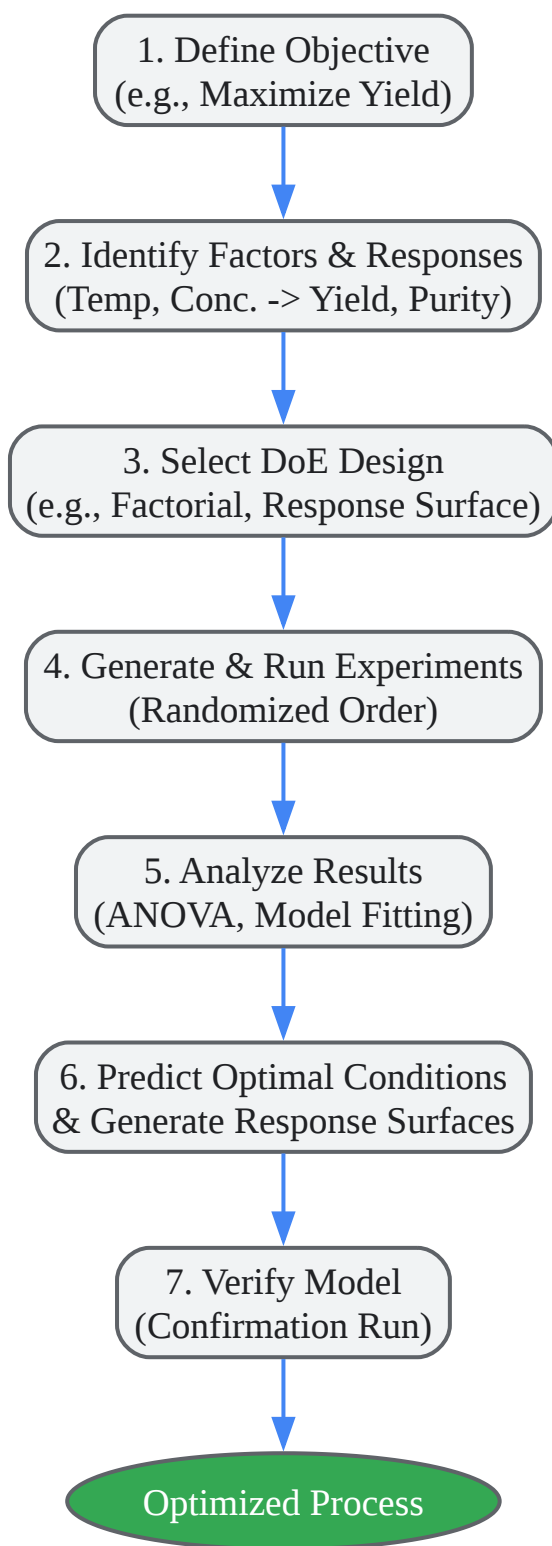 1. Define Objective
(e.g., Maximize Yield)
2. Identify Factors & Responses
(Temp, Conc. -> Yield, Purity)
3. Select DoE Design
(e.g., Factorial, Response Surface)
4. Generate & Run Experiments
(Randomized Order)
5. Analyze Results
(ANOVA, Model Fitting)
6. Predict Optimal Conditions
& Generate Response Surfaces
7. Verify Model
(Confirmation Run)
Optimized Process